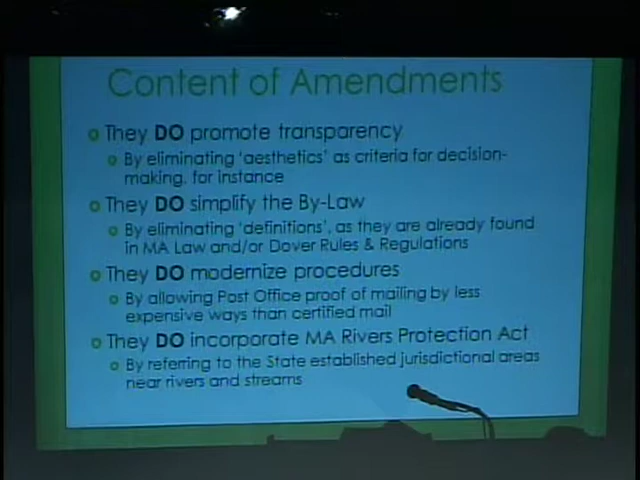 Content of Amendments
They DO promote transparency
By eliminating 'aesthetics' as criteria for decision-
making, for instance
They DO simplify the By-Law
By eliminating 'definitions', as they are already found
in MA Law and/or Dover Rules & Regulations
They DO modernize procedures
By allowing Post Office proof of mailing by less
expensive ways than certified mail
They DO incorporate MA Rivers Protection Act
By referring to the State established jurisdictional areas
near rivers and streams